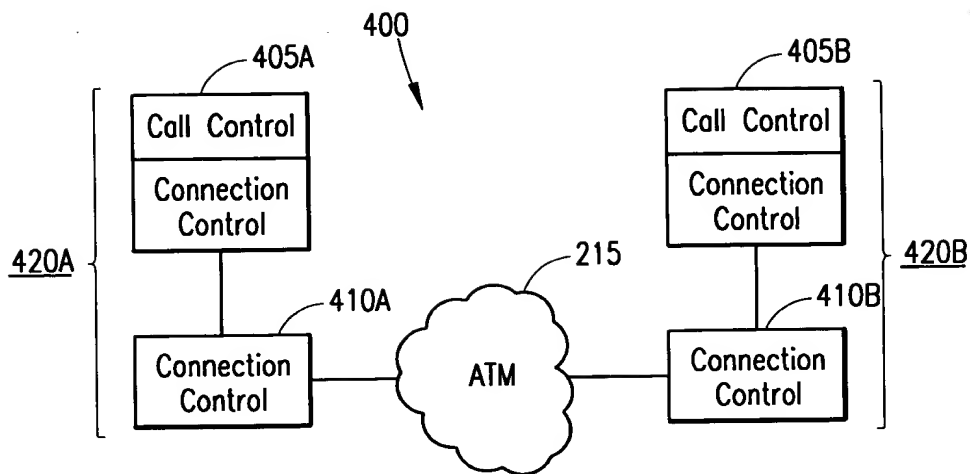 400
405A
405B
Call Control
Call Control
Connection
Control
Connection
Control
420A
420B
215
410A
410B
Connection
Control
ATM
Connection
Control